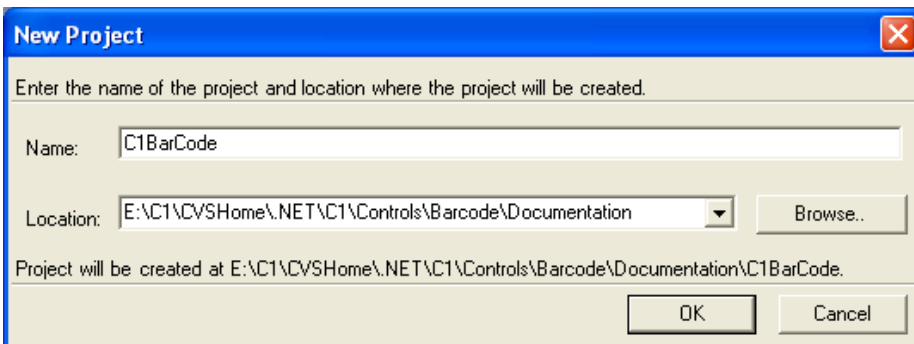 New Project
Enter the name of the project and location where the project will be created.
Name: C1BarCode
Location: E:\C1\CVSHome\.NET\C1\Controls\Barcode\Documentation Browse..
Project will be created at E:\C1\CVSHome\.NET\C1\Controls\Barcode\Documentation\C1BarCode.
OK Cancel